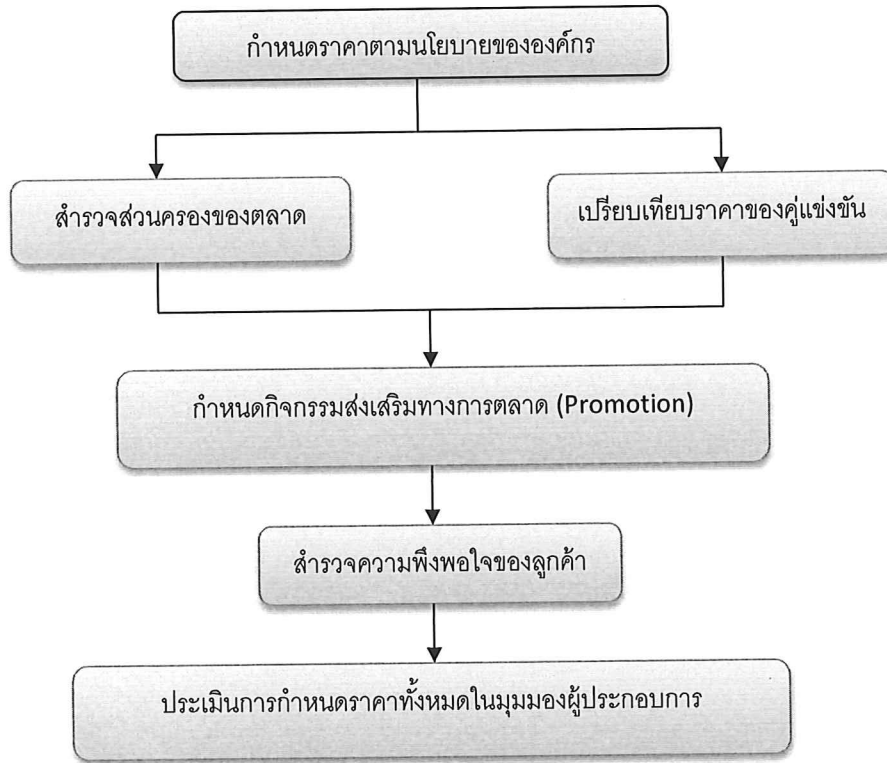 กำหนดราคาตามนโยบายขององค์กร
สำรวจส่วนครองของตลาด
เปรียบเทียบราคาของคู่แข่งขัน
กำหนดกิจกรรมส่งเสริมทางการตลาด (Promotion)
สำรวจความพึงพอใจของลูกค้า
ประเมินการกำหนดราคาทั้งหมดในมุมมองผู้ประกอบการ